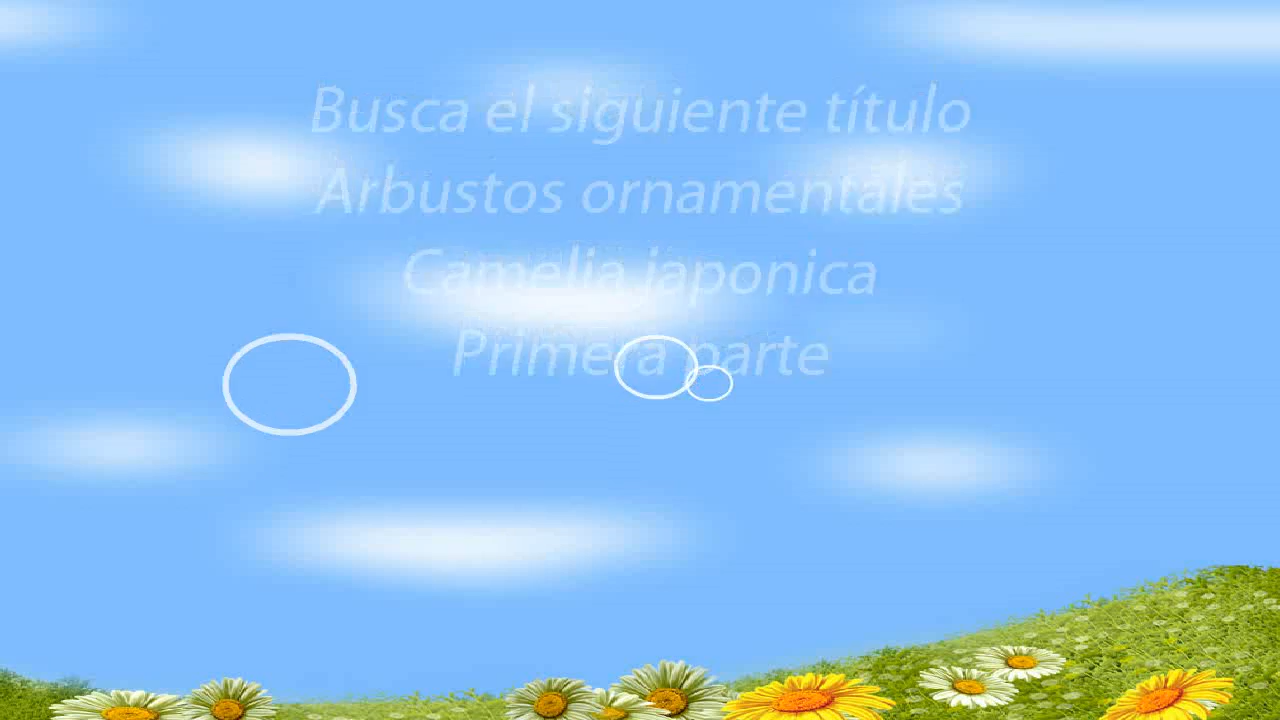 Busca el siguiente título
Arbustos ornamentales
Camelia japonica
Primera parte